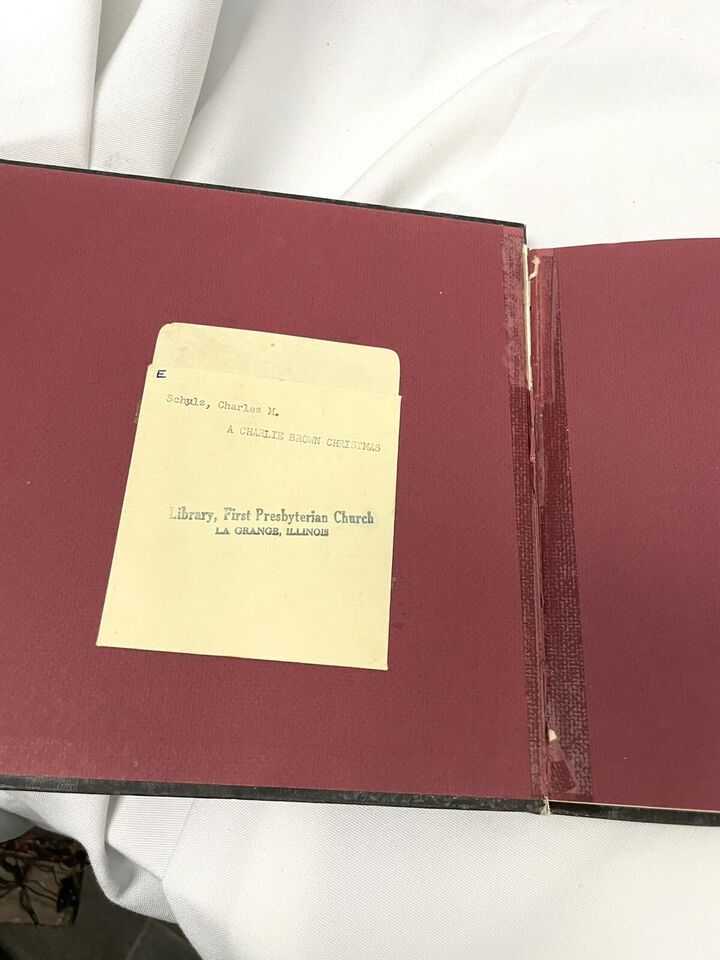 E
Schulz, Charles M.
A CHARLIE BROWN CHRISTMAS
Library, First Presbyterian Church
LA GRANGE, ILLINOIS